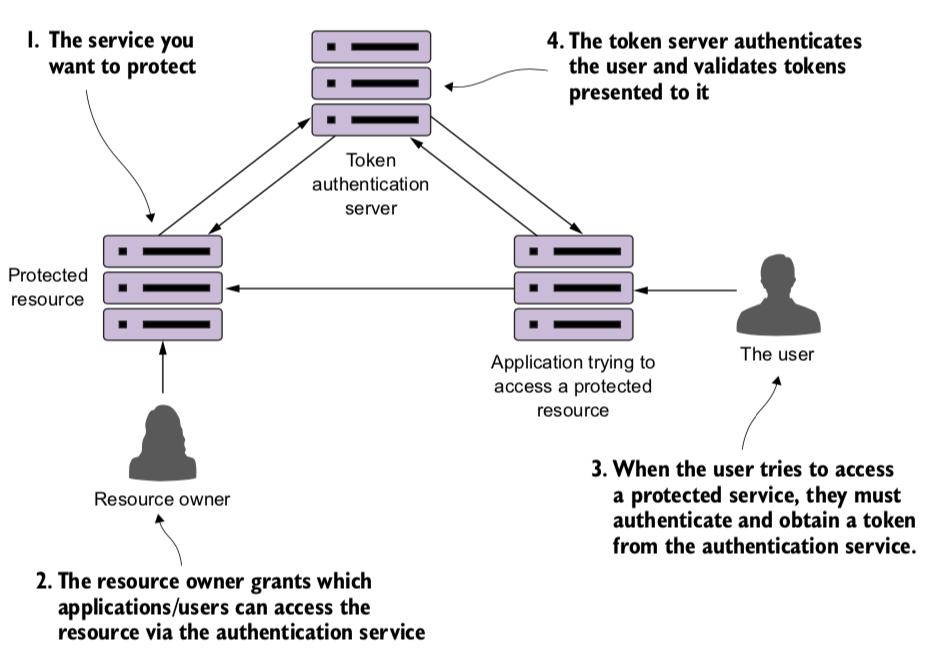 1. The service you
want to protect
4. The token server authenticates
the user and validates tokens
presented to it
Token
authentication
server
Protected
resource
Application trying to
access a protected
resource
The user
Resource owner
3. When the user tries to access
a protected service, they must
authenticate and obtain a token
from the authentication service.
2. The resource owner grants which
applications/users can access the
resource via the authentication service